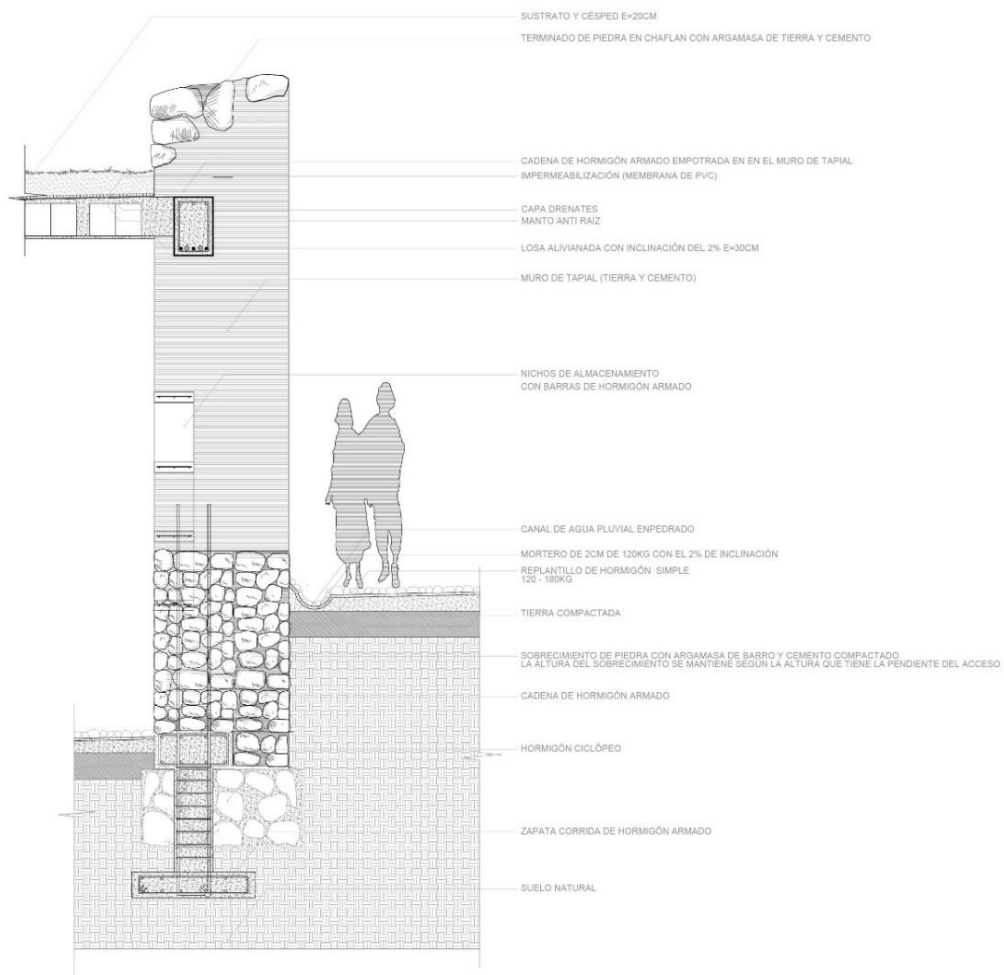 SUSTRATO Y CÉSPED E=20CM
TERMINADO DE PIEDRA EN CHAFLAN CON ARGAMASA DE TIERRA Y CEMENTO
CADENA DE HORMIGÓN ARMADO EMPOTRADA EN EN EL MURO DE TAPIAL
IMPERMEABILIZACIÓN (MEMBRANA DE PVC)
CAPA DRENATES
MANTO ANTI RAÍZ
LOSA ALIVIANADA CON INCLINACIÓN DEL 2% E=30CM
MURO DE TAPIAL (TIERRA Y CEMENTO)
NICHOS DE ALMACENAMIENTO
CON BARRAS DE HORMIGÓN ARMADO
CANAL DE AGUA PLUVIAL ENPEDRADO
MORTERO DE 2CM DE 120KG CON EL 2% DE INCLINACIÓN
REPLANTILLO DE HORMIGÓN SIMPLE
120 - 180KG
TIERRA COMPACTADA
SOBRECIMIENTO DE PIEDRA CON ARGAMASA DE BARRO Y CEMENTO COMPACTADO
LA ALTURA DEL SOBRECIMIENTO SE MANTIENE SEGÚN LA ALTURA QUE TIENE LA PENDIENTE DEL ACCESO
CADENA DE HORMIGÓN ARMADO
HORMIGÓN CICLÓPEO
ZAPATA CORRIDA DE HORMIGÓN ARMADO
SUELO NATURAL